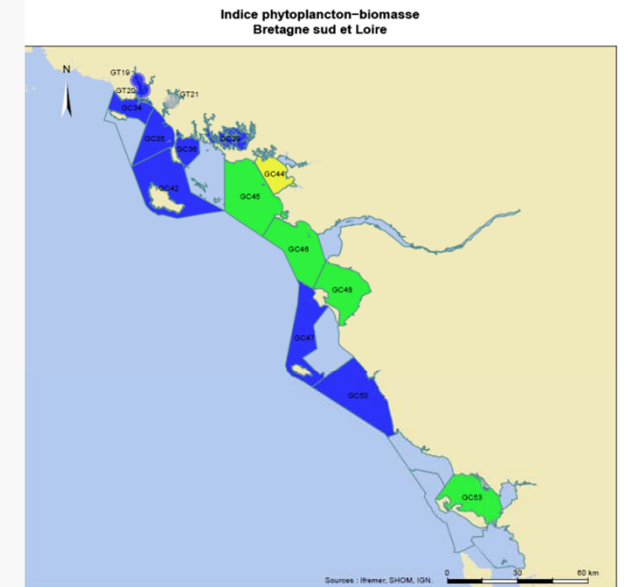 Indice phytoplancton−biomasse
Bretagne sud et Loire
N
GT19
GT20
GT21
GC34
GC35
GC36
GC39
GC42
GC44
GC45
GC46
GC48
GC47
GC50
GC53
0 30 60 km
Sources : Ifremer, SHOM, IGN.